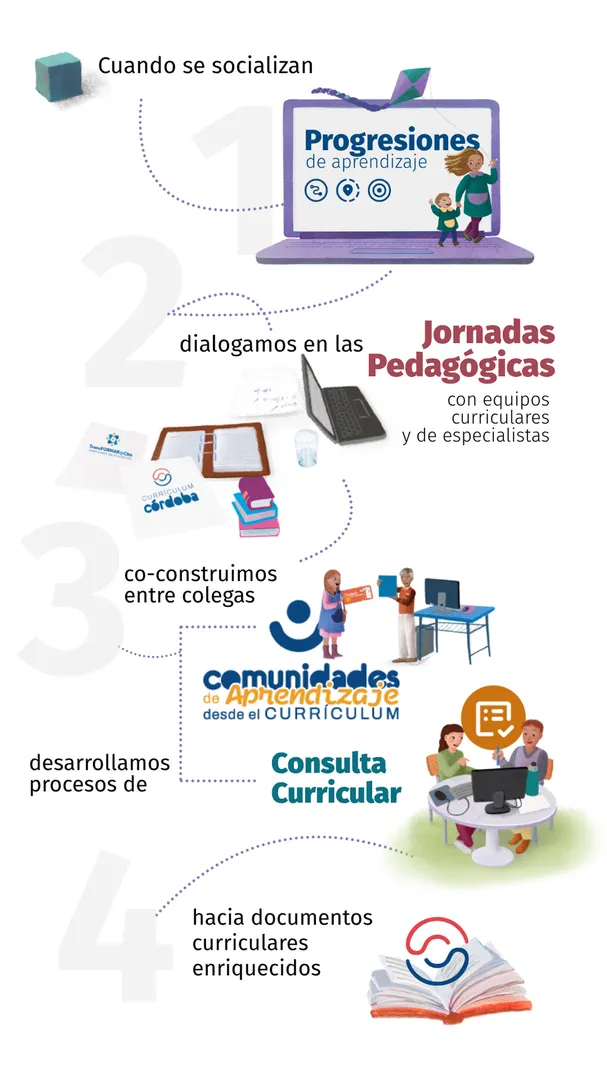 Cuando se socializan
1
Progresiones
de aprendizaje
2
dialogamos en las
Jornadas
Pedagógicas
con equipos
curriculares
y de especialistas
TransFORMAR@Cba
CURRÍCULUM
córdoba
3
co-construimos
entre colegas
comunidades
de Aprendizaje
desde el CURRÍCULUM
desarrollamos
procesos de
Consulta
Curricular
4
hacia documentos
curriculares
enriquecidos